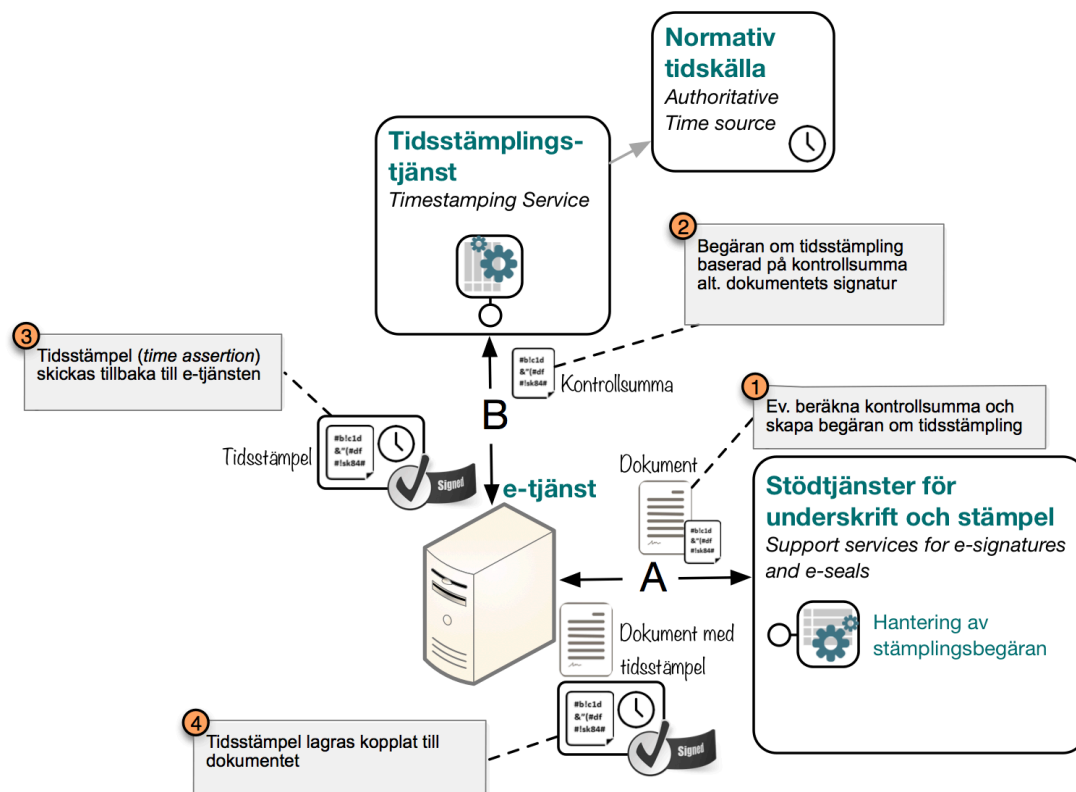 Normativ
tidskälla
Authoritative
Time source
Tidsstämplings-
tjänst
Timestamping Service
2
Begäran om tidsstämpling
baserad på kontrollsumma
alt. dokumentets signatur
3
Tidsstämpel (time assertion)
skickas tillbaka till e-tjänsten
#b!c1d
&"(#df
#!sk84#
Kontrollsumma
B
1
Ev. beräkna kontrollsumma och
skapa begäran om tidsstämpling
Tidsstämpel
#b!c1d
&"(#df
#!sk84#
Signed
e-tjänst
Dokument
#b!c1d
&"(#df
#!sk84#
A
Stödtjänster för
underskrift och stämpel
Support services for e-signatures
and e-seals
Hantering av
stämplingsbegäran
Dokument med
tidsstämpel
#b!c1d
&"(#df
#!sk84#
Signed
4
Tidsstämpel lagras kopplat till
dokumentet